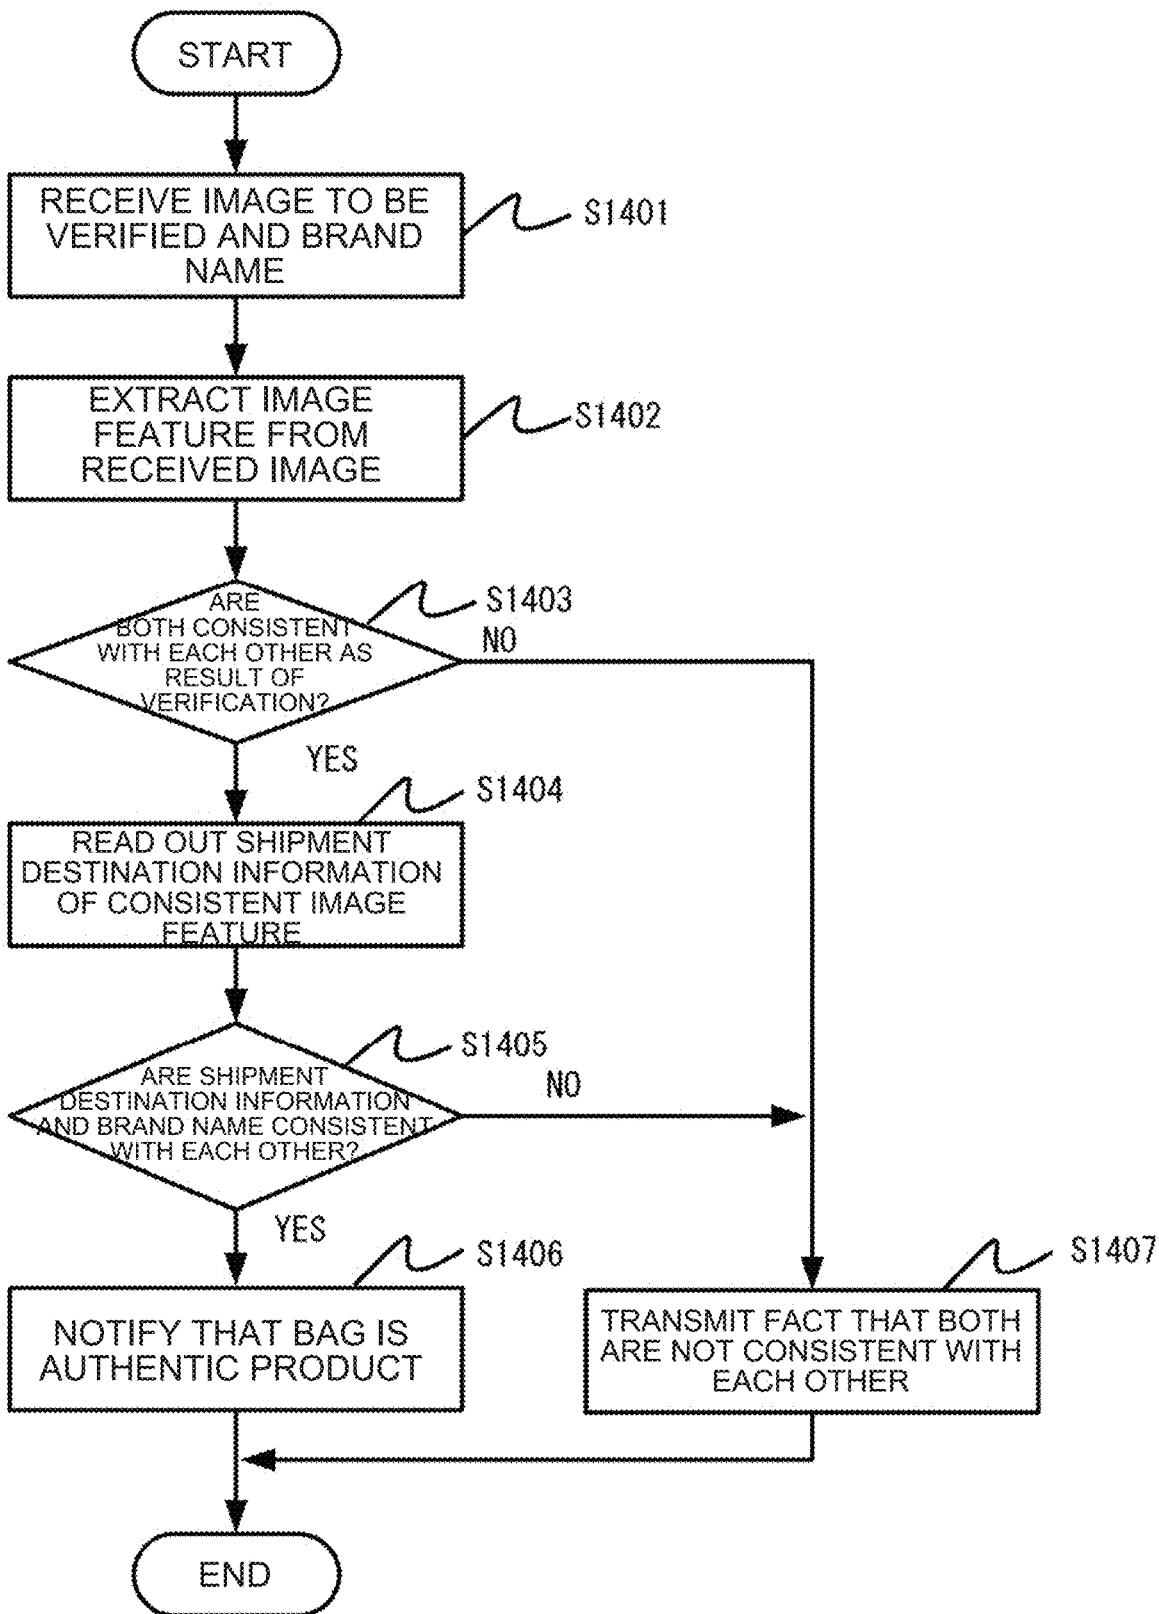 START
RECEIVE IMAGE TO BE
VERIFIED AND BRAND
NAME
S1401
EXTRACT IMAGE
FEATURE FROM
RECEIVED IMAGE
S1402
ARE
BOTH CONSISTENT
WITH EACH OTHER AS
RESULT OF
VERIFICATION?
S1403
NO
YES
S1404
READ OUT SHIPMENT
DESTINATION INFORMATION
OF CONSISTENT IMAGE
FEATURE
S1405
ARE SHIPMENT
DESTINATION INFORMATION
AND BRAND NAME CONSISTENT
WITH EACH OTHER?
NO
YES
S1406
NOTIFY THAT BAG IS
AUTHENTIC PRODUCT
S1407
TRANSMIT FACT THAT BOTH
ARE NOT CONSISTENT WITH
EACH OTHER
END